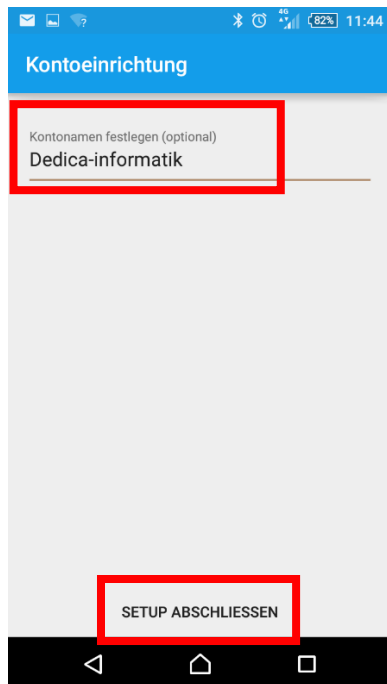 4G
82% 11:44
Kontoeinrichtung
Kontonamen festlegen (optional)
Dedica-informatik
SETUP ABSCHLIESSEN